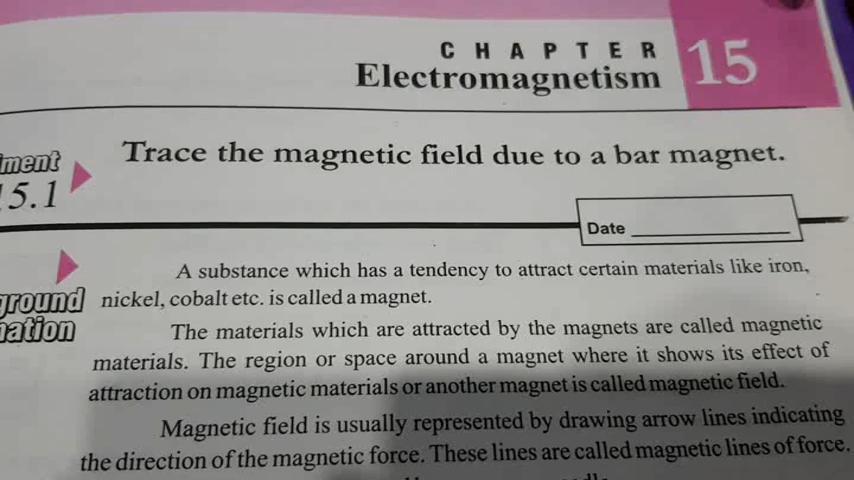 CHAPTER
Electromagnetism 15
Trace the magnetic field due to a bar magnet.
5.1
Date
A substance which has a tendency to attract certain materials like iron,
nickel, cobalt etc. is called a magnet.
The materials which are attracted by the magnets are called magnetic
materials. The region or space around a magnet where it shows its effect of
attraction on magnetic materials or another magnet is called magnetic field.
Magnetic field is usually represented by drawing arrow lines indicating
the direction of the magnetic force. These lines are called magnetic lines of force.